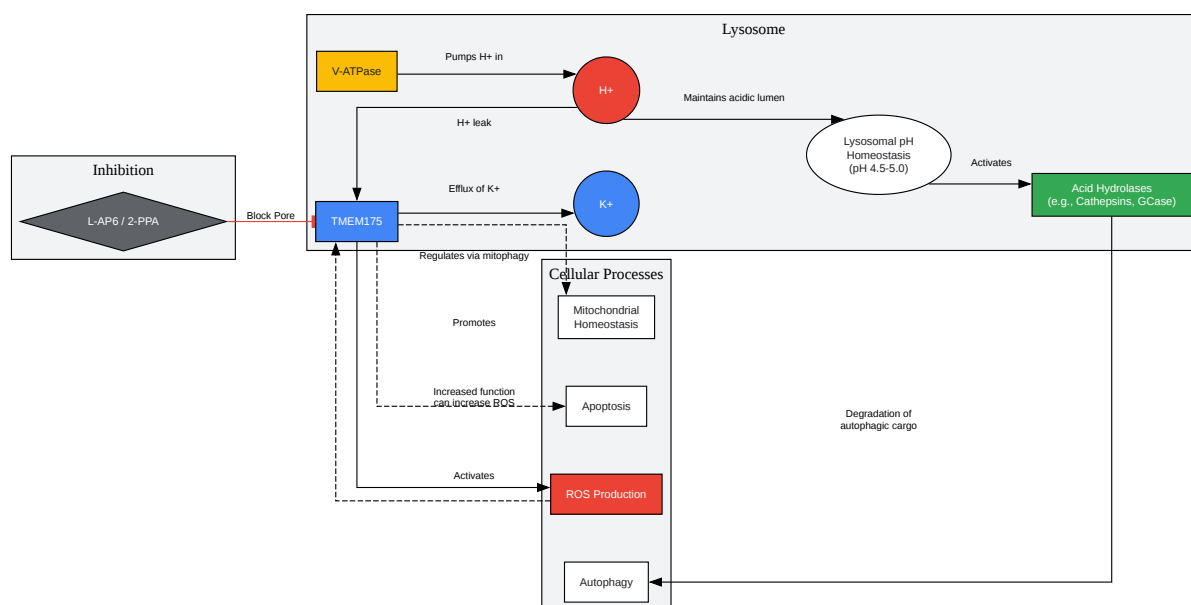 Lysosome
V-ATPase
Pumps H+ in
H+
Maintains acidic lumen
H+ leak
Lysosomal pH
Homeostasis
(pH 4.5-5.0)
Activates
Acid Hydrolases
(e.g., Cathepsins, GCase)
Inhibition
L-AP6 / 2-PPA
Block Pore
TMEM175
Efflux of K+
K+
Regulates via mitophagy
Cellular Processes
Mitochondrial
Homeostasis
Promotes
Increased function
can increase ROS
Apoptosis
Degradation of
autophagic cargo
Activates
ROS Production
Autophagy